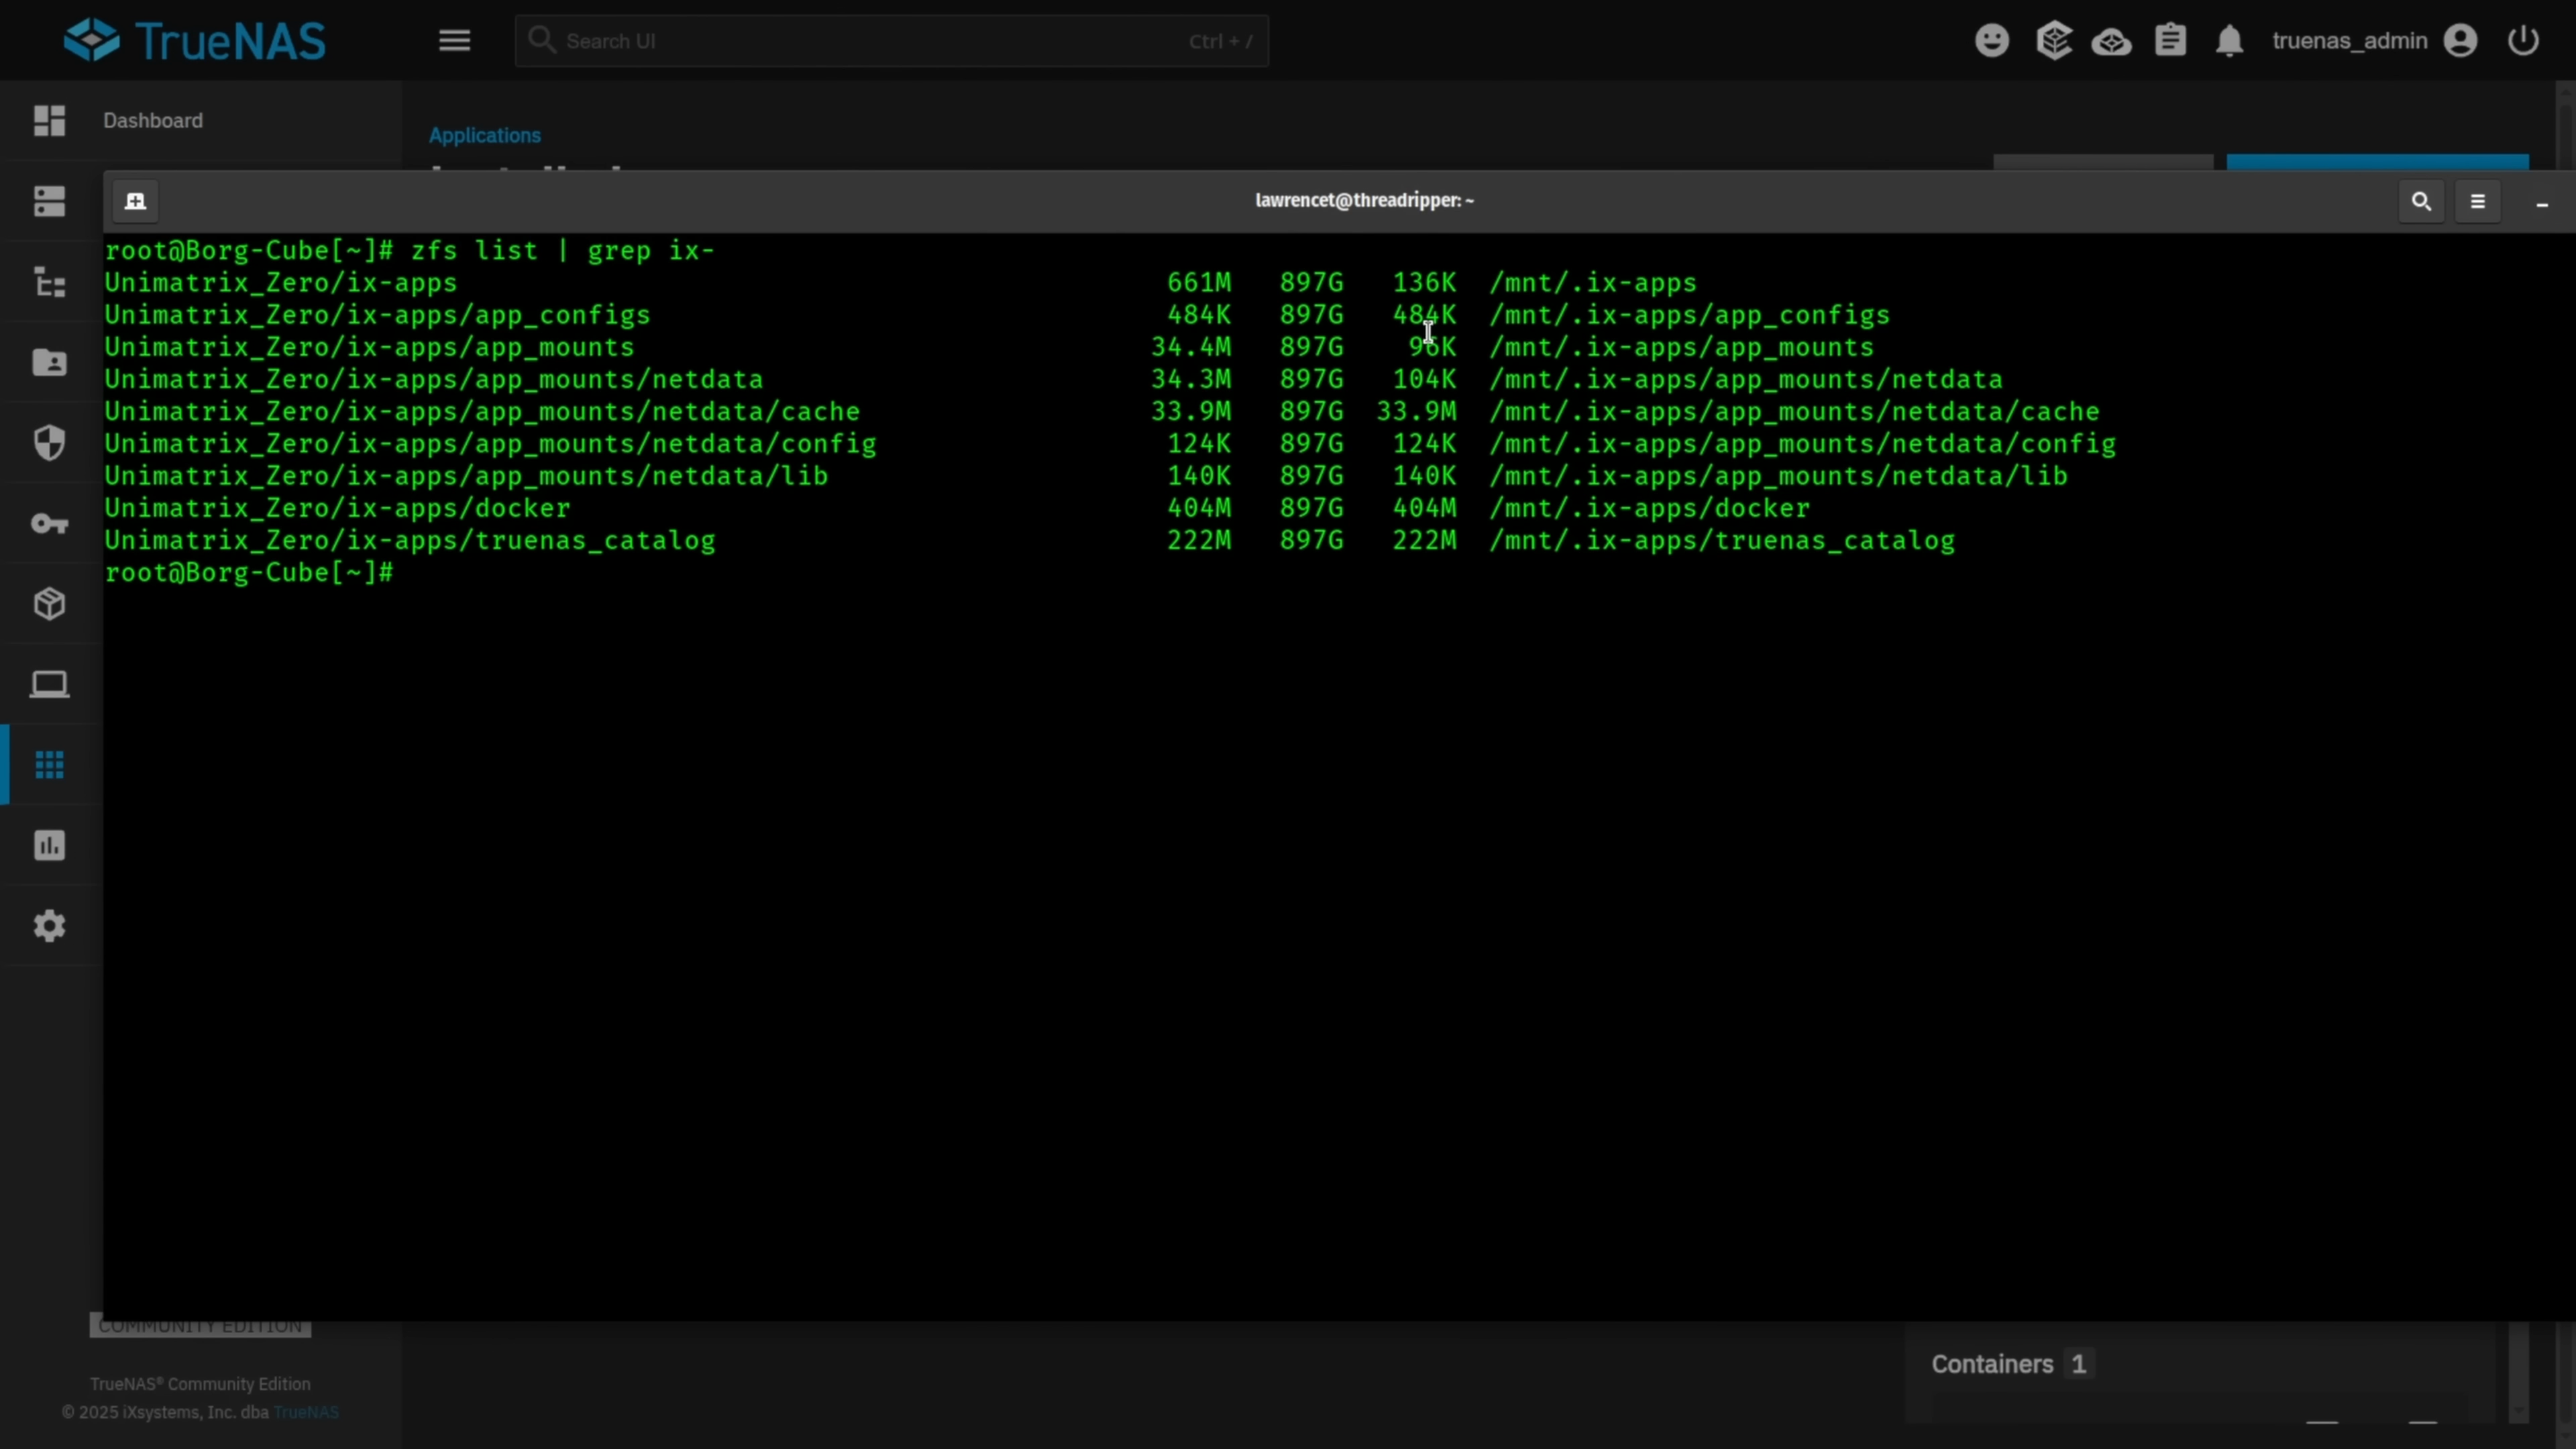 TrueNAS
Search UI
Ctrl + /
truenas_admin
Dashboard
Applications
lawrencet@threadripper: ~
root@Borg-Cube[~]# zfs list | grep ix-
Unimatrix_Zero/ix-apps 661M 897G 136K /mnt/.ix-apps
Unimatrix_Zero/ix-apps/app_configs 484K 897G 484K /mnt/.ix-apps/app_configs
Unimatrix_Zero/ix-apps/app_mounts 34.4M 897G 96K /mnt/.ix-apps/app_mounts
Unimatrix_Zero/ix-apps/app_mounts/netdata 34.3M 897G 104K /mnt/.ix-apps/app_mounts/netdata
Unimatrix_Zero/ix-apps/app_mounts/netdata/cache 33.9M 897G 33.9M /mnt/.ix-apps/app_mounts/netdata/cache
Unimatrix_Zero/ix-apps/app_mounts/netdata/config 124K 897G 124K /mnt/.ix-apps/app_mounts/netdata/config
Unimatrix_Zero/ix-apps/app_mounts/netdata/lib 140K 897G 140K /mnt/.ix-apps/app_mounts/netdata/lib
Unimatrix_Zero/ix-apps/docker 404M 897G 404M /mnt/.ix-apps/docker
Unimatrix_Zero/ix-apps/truenas_catalog 222M 897G 222M /mnt/.ix-apps/truenas_catalog
root@Borg-Cube[~]#
COMMUNITY EDITION
TrueNAS® Community Edition
© 2025 iXsystems, Inc. dba TrueNAS
Containers 1